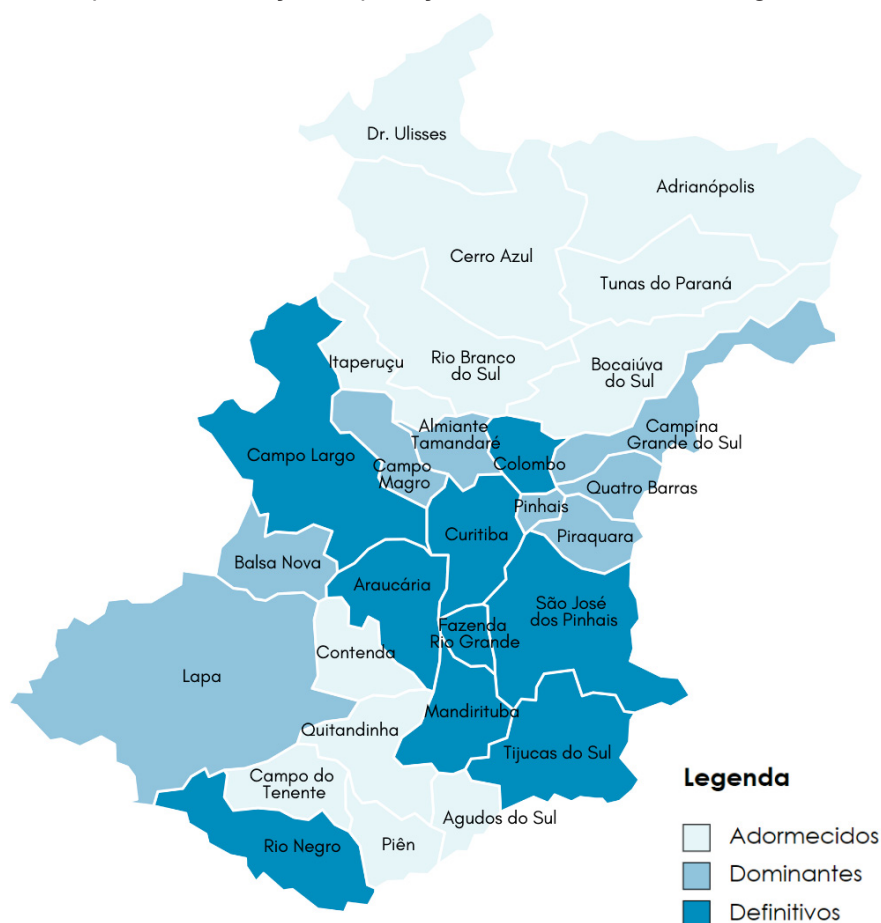 Dr. Ulisses
Adrianópolis
Cerro Azul
Tunas do Paraná
Itaperuçu
Rio Branco
do Sul
Bocaiúva
do Sul
Almiante
Tamandaré
Campina
Grande do Sul
Campo Largo
Colombo
Campo
Magro
Quatro Barras
Pinhais
Curitiba
Piraquara
Balsa Nova
Araucária
São José
dos Pinhais
Fazenda
Rio Grande
Contenda
Lapa
Mandirituba
Quitandinha
Tijucas do Sul
Campo do
Tenente
Agudos do Sul
Rio Negro
Piên
Legenda
Adormecidos
Dominantes
Definitivos